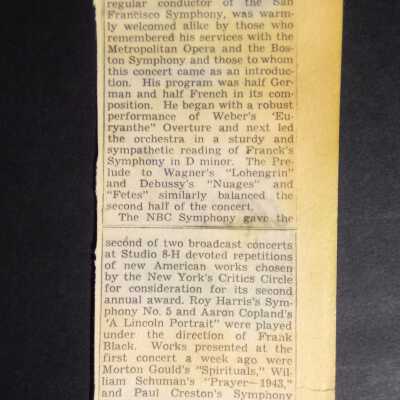 regular conductor of the San
Francisco Symphony, was warm-
ly welcomed alike by those who
remembered his services with the
Metropolitan Opera and the Bos-
ton Symphony and those to whom
this concert came as an introduc-
tion. His program was half Ger-
man and half French in its com-
position. He began with a robust
performance of Weber's 'Eu-
ryanthe" Overture and next led
the orchestra in a sturdy and
sympathetic reading of Franck's
Symphony in D minor. The Pre-
lude to Wagner's "Lohengrin"
and Debussy's "Nuages" and
"Fetes" similarly balanced the
second half of the concert.
The NBC Symphony gave the
second of two broadcast concerts
at Studio 8-H devoted repetitions
of new American works chosen
by the New York's Critics Circle
for consideration for its second
annual award. Roy Harris's Sym-
phony No. 5 and Aaron Copland's
'A Lincoln Portrait" were played
under the direction of Frank
Black. Works presented at the
first concert a week ago were
Morton Gould's "Spirituals," Wil-
liam Schuman's "Prayer—1943,"
and Paul Creston's Symphony